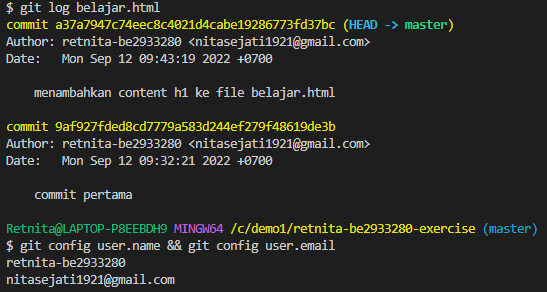 $ git log belajar.html
commit a37a7947c74eec8c4021d4cabe19286773fd37bc (HEAD -> master)
Author: retnita-be2933280 <nitasejati1921@gmail.com>
Date:   Mon Sep 12 09:43:19 2022 +0700
    menambahkan content h1 ke file belajar.html
commit 9af927fded8cd7779a583d244ef279f48619de3b
Author: retnita-be2933280 <nitasejati1921@gmail.com>
Date:   Mon Sep 12 09:32:21 2022 +0700
    commit pertama
Retnita@LAPTOP-P8EEBDH9 MINGW64 /c/demo1/retnita-be2933280-exercise (master)
$ git config user.name && git config user.email
retnita-be2933280
nitasejati1921@gmail.com